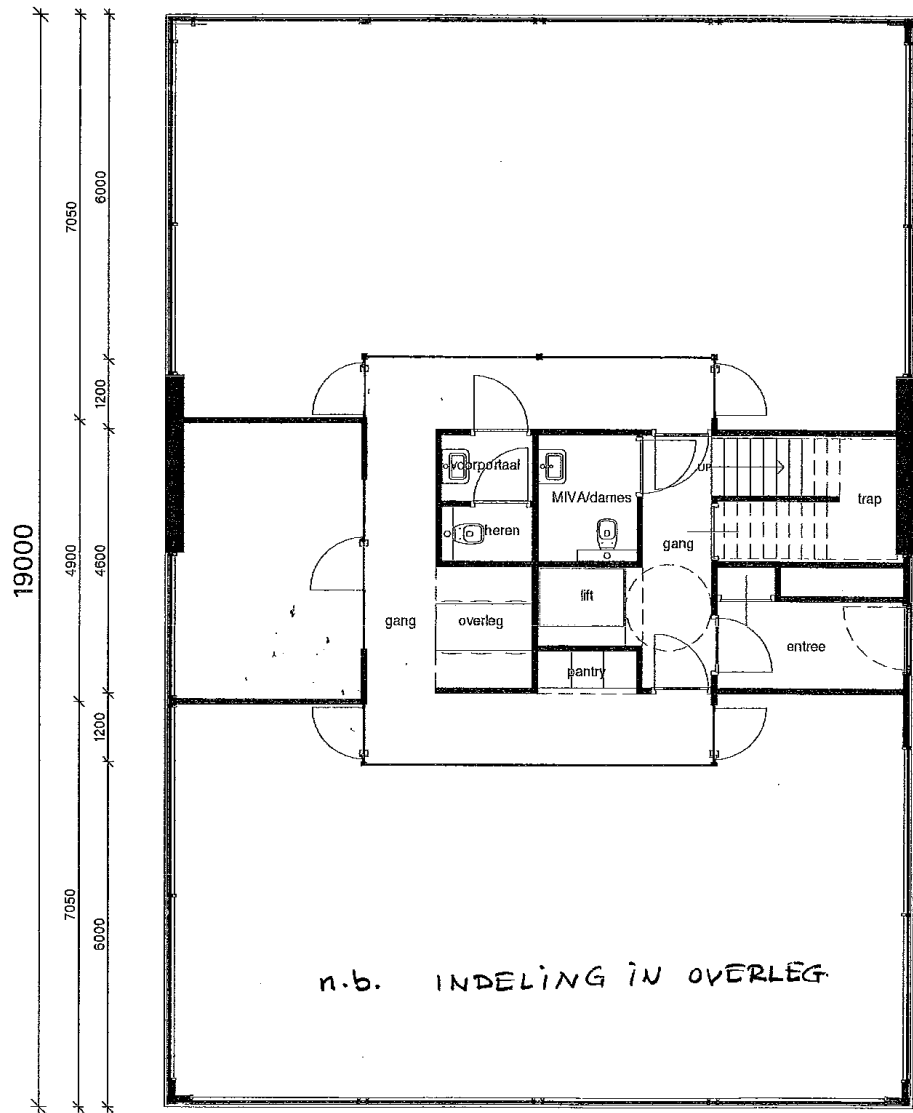 19000
7050
4900
7050
6000
1200
4600
1200
6000
voorportaal
MIVA/dames
UP
trap
heren
gang
lift
gang
overleg
entree
pantry
n.b. INDELING IN OVERLEG.